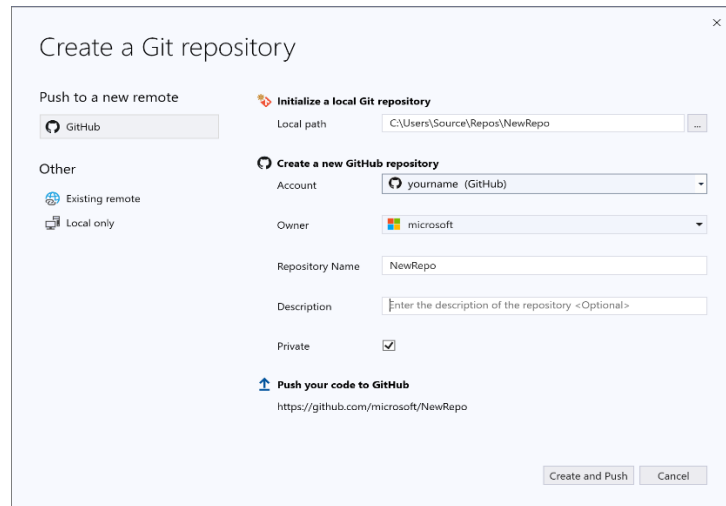 Create a Git repository
Push to a new remote
GitHub
Other
Existing remote
Local only
Initialize a local Git repository
Local path C:\Users\Source\Repos\NewRepo ...
Create a new GitHub repository
Account yourname (GitHub)
Owner microsoft
Repository Name NewRepo
Description Enter the description of the repository <Optional>
Private
Push your code to GitHub
https://github.com/microsoft/NewRepo
Create and Push Cancel